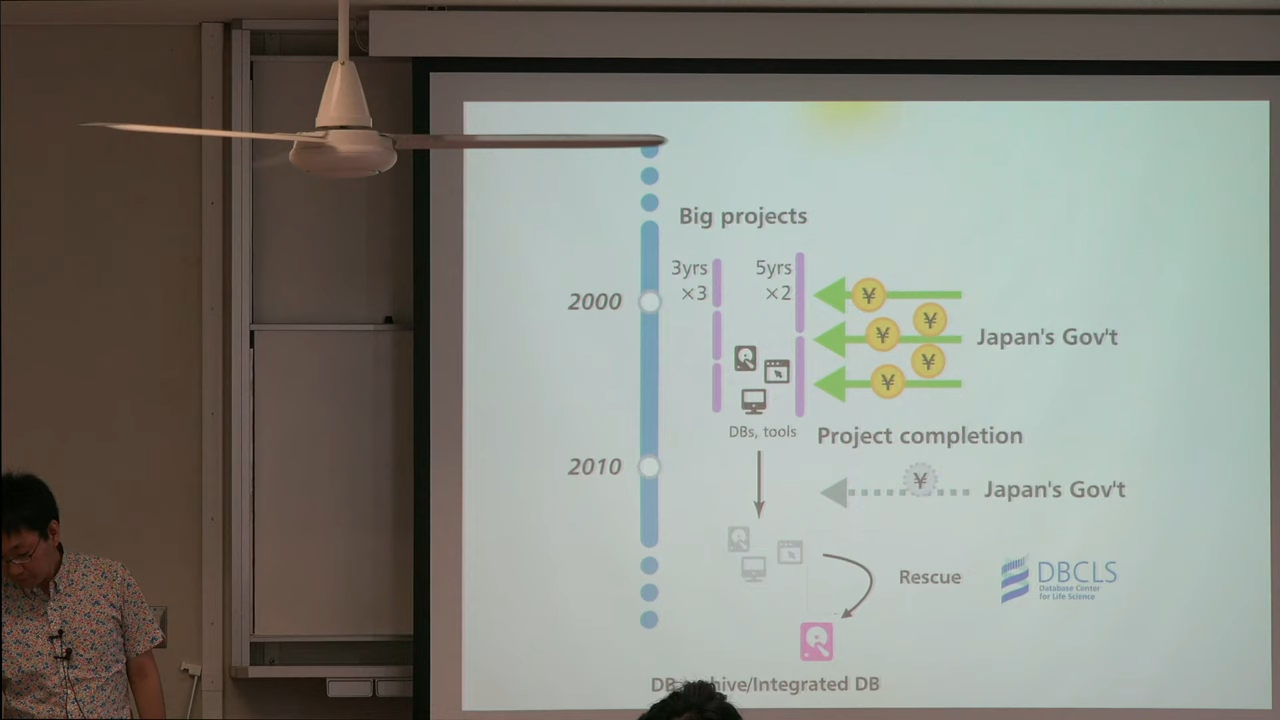 Big projects
3yrs
×3
5yrs
×2
2000
¥
¥
¥
¥
¥
Japan's Gov't
DBs, tools
Project completion
2010
¥
Japan's Gov't
Rescue
DBCLS
Database Center
for Life Science
DB archive/Integrated DB